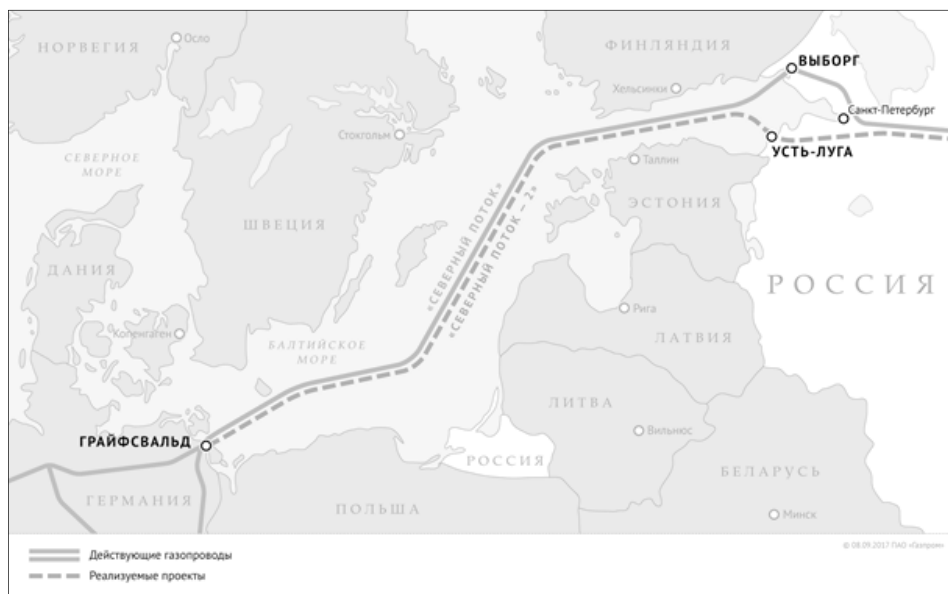 НОРВЕГИЯ
Осло
ФИНЛЯНДИЯ
ВЫБОРГ
Хельсинки
Санкт-Петербург
Стокгольм
УСТЬ-ЛУГА
СЕВЕРНОЕ
МОРЕ
Таллин
ШВЕЦИЯ
ЭСТОНИЯ
«СЕВЕРНЫЙ ПОТОК»
«СЕВЕРНЫЙ ПОТОК – 2»
ДАНИЯ
РОССИЯ
Рига
Копенгаген
БАЛТИЙСКОЕ
МОРЕ
ЛАТВИЯ
ЛИТВА
ГРАЙФСВАЛЬД
Вильнюс
РОССИЯ
БЕЛАРУСЬ
ГЕРМАНИЯ
ПОЛЬША
Минск
© 08.09.2017 ПАО «Газпром»
Действующие газопроводы
Реализуемые проекты